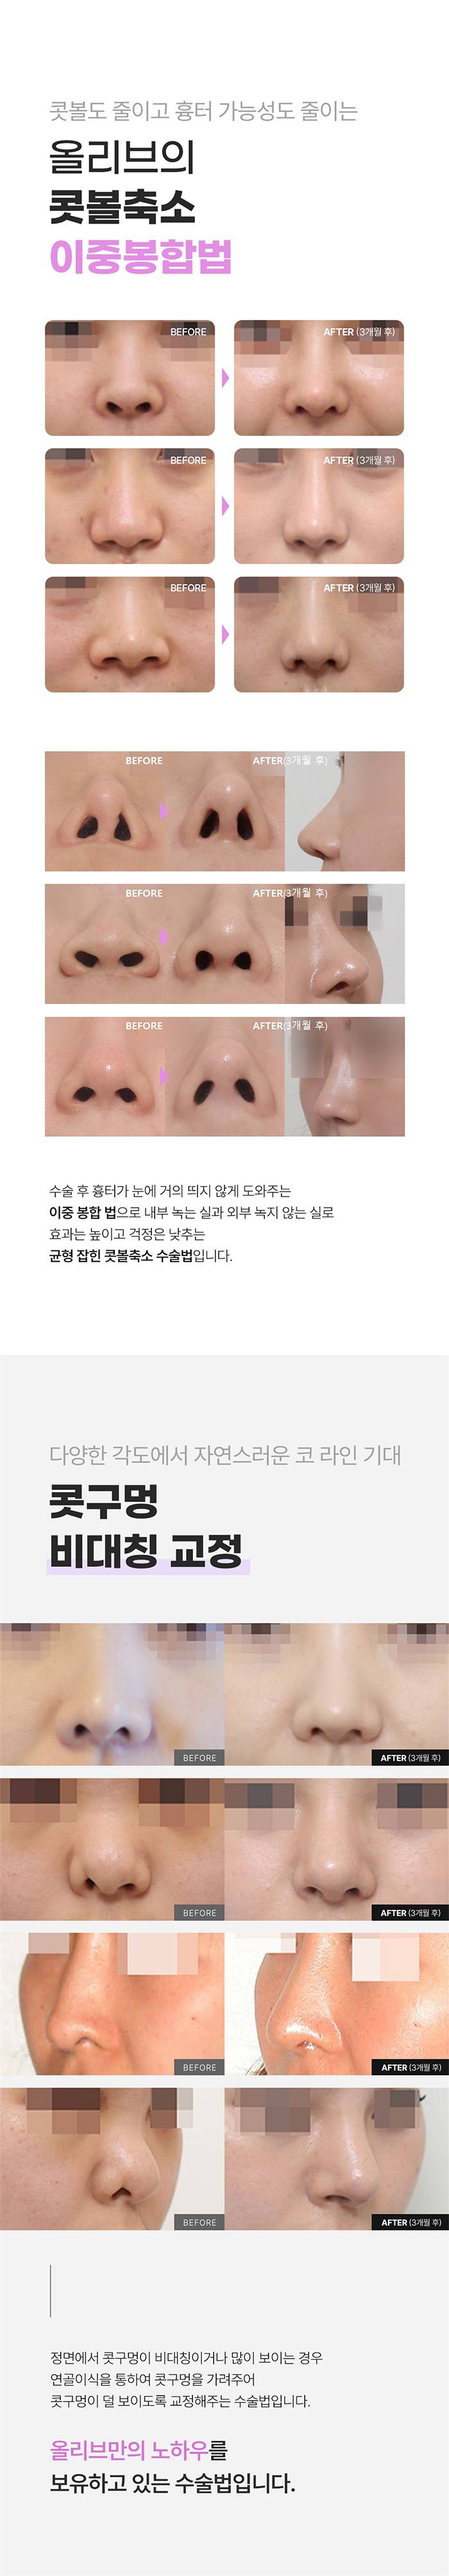 콧볼도 줄이고 흉터 가능성도 줄이는
올리브의
콧볼축소
이중봉합법
BEFORE
AFTER (3개월 후)
BEFORE
AFTER (3개월 후)
BEFORE
AFTER (3개월 후)
BEFORE
AFTER(3개월 후)
BEFORE
AFTER(3개월 후)
BEFORE
AFTER(3개월 후)
수술 후 흉터가 눈에 거의 띄지 않게 도와주는
이중 봉합 법으로 내부 녹는 실과 외부 녹지 않는 실로
효과는 높이고 걱정은 낮추는
균형 잡힌 콧볼축소 수술법입니다.
다양한 각도에서 자연스러운 코 라인 기대
콧구멍
비대칭 교정
BEFORE
AFTER (3개월 후)
BEFORE
AFTER (3개월 후)
BEFORE
AFTER (3개월 후)
BEFORE
AFTER (3개월 후)
정면에서 콧구멍이 비대칭이거나 많이 보이는 경우
연골이식을 통하여 콧구멍을 가려주어
콧구멍이 덜 보이도록 교정해주는 수술법입니다.
올리브만의 노하우를
보유하고 있는 수술법입니다.